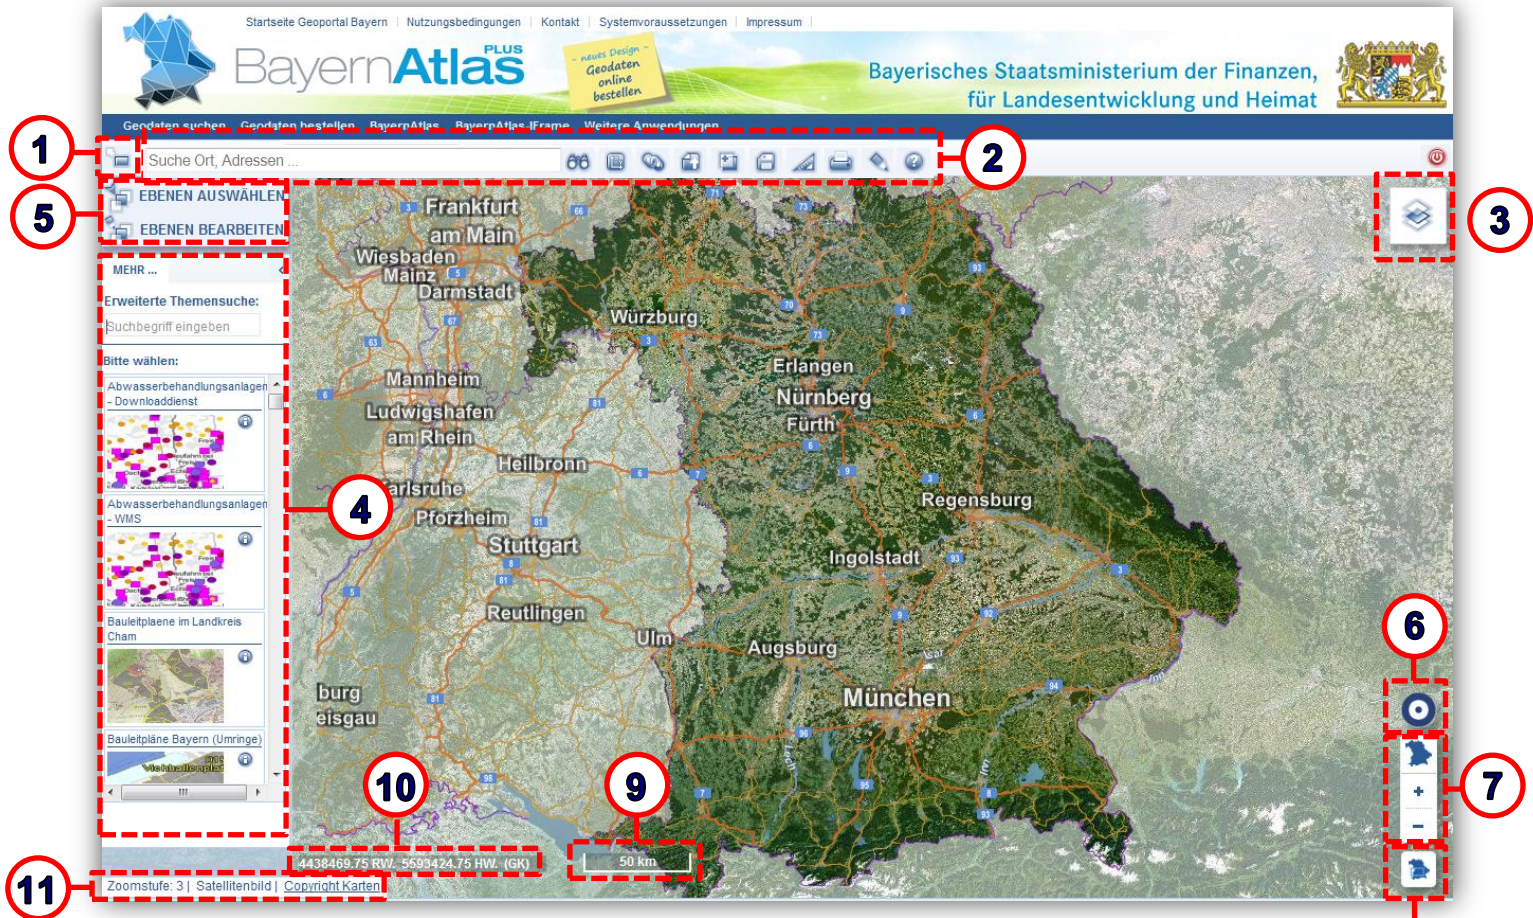 Startseite Geoportal Bayern | Nutzungsbedingungen | Kontakt | Systemvoraussetzungen | Impressum |
BayernAtlas PLUS
- neues Design -
Geodaten
online
bestellen
Bayerisches Staatsministerium der Finanzen,
für Landesentwicklung und Heimat
Geodaten suchen Geodaten bestellen BayernAtlas BayernAtlas-IFrame Weitere Anwendungen
1
Suche Ort, Adressen ...
2
3
5
EBENEN AUSWÄHLEN
EBENEN BEARBEITEN
MEHR ...
Erweiterte Themensuche:
Suchbegriff eingeben
Bitte wählen:
Abwasserbehandlungsanlagen
- Downloaddienst
Abwasserbehandlungsanlagen
- WMS
Bauleitplaene im Landkreis
Cham
Bauleitpläne Bayern (Umringe)
4
Frankfurt
am Main
Wiesbaden
Mainz
Darmstadt
Würzburg
Erlangen
Nürnberg
Fürth
Mannheim
Ludwigshafen
am Rhein
Heilbronn
arlsruhe
Pforzheim
Stuttgart
Regensburg
Ingolstadt
Reutlingen
Ulm
Augsburg
Isar
Inn
München
burg
eisgau
Lech
6
7
10
9
4438469.75 RW. 5593424.75 HW. (GK)
50 km
11
Zoomstufe: 3 | Satellitenbild | Copyright Karten